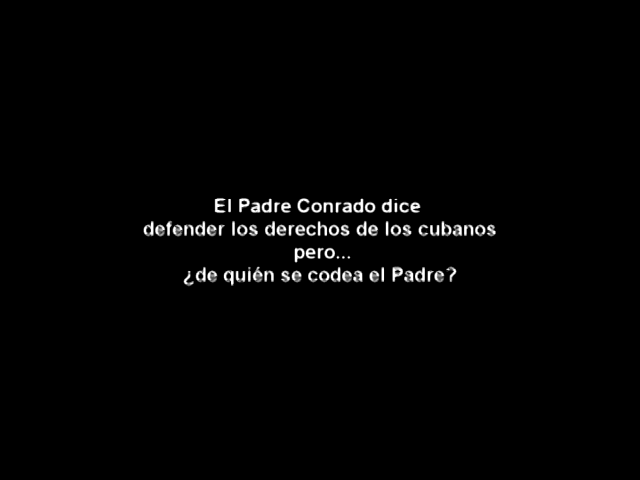 El Padre Conrado dice
defender los derechos de los cubanos
pero...
¿de quién se codea el Padre?